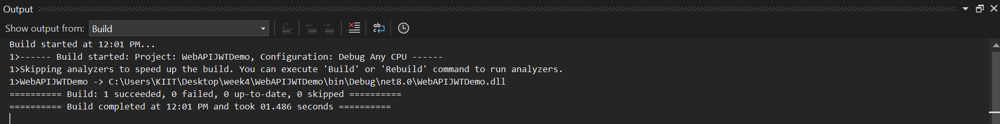 Output
Show output from: Build
Build started at 12:01 PM...
1>------ Build started: Project: WebAPIJWTDemo, Configuration: Debug Any CPU ------
1>Skipping analyzers to speed up the build. You can execute 'Build' or 'Rebuild' command to run analyzers.
1>WebAPIJWTDemo -> C:\Users\KIIT\Desktop\week4\WebAPIJWTDemo\bin\Debug\net8.0\WebAPIJWTDemo.dll
========== Build: 1 succeeded, 0 failed, 0 up-to-date, 0 skipped ==========
========== Build completed at 12:01 PM and took 01.486 seconds ==========